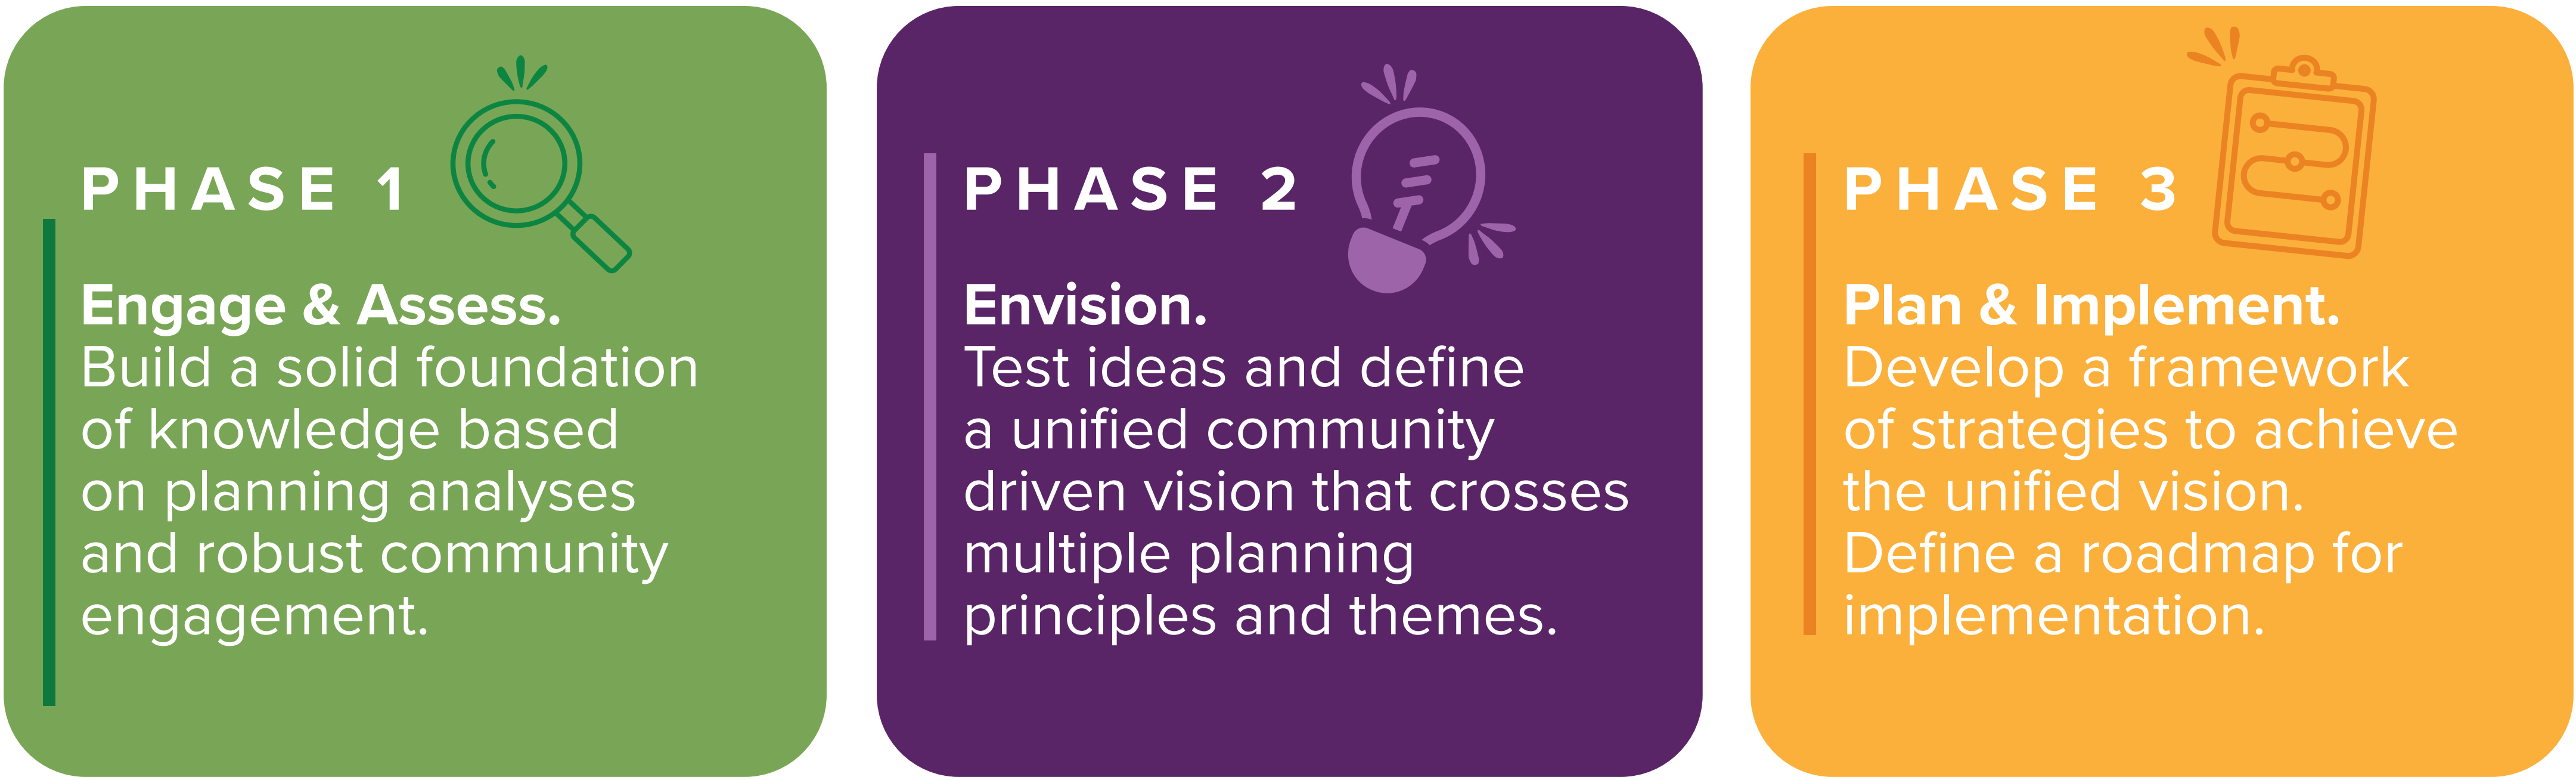 PHASE 1
Engage & Assess.
Build a solid foundation
of knowledge based
on planning analyses
and robust community
engagement.
PHASE 2
Envision.
Test ideas and define
a unified community
driven vision that crosses
multiple planning
principles and themes.
PHASE 3
Plan & Implement.
Develop a framework
of strategies to achieve
the unified vision.
Define a roadmap for
implementation.